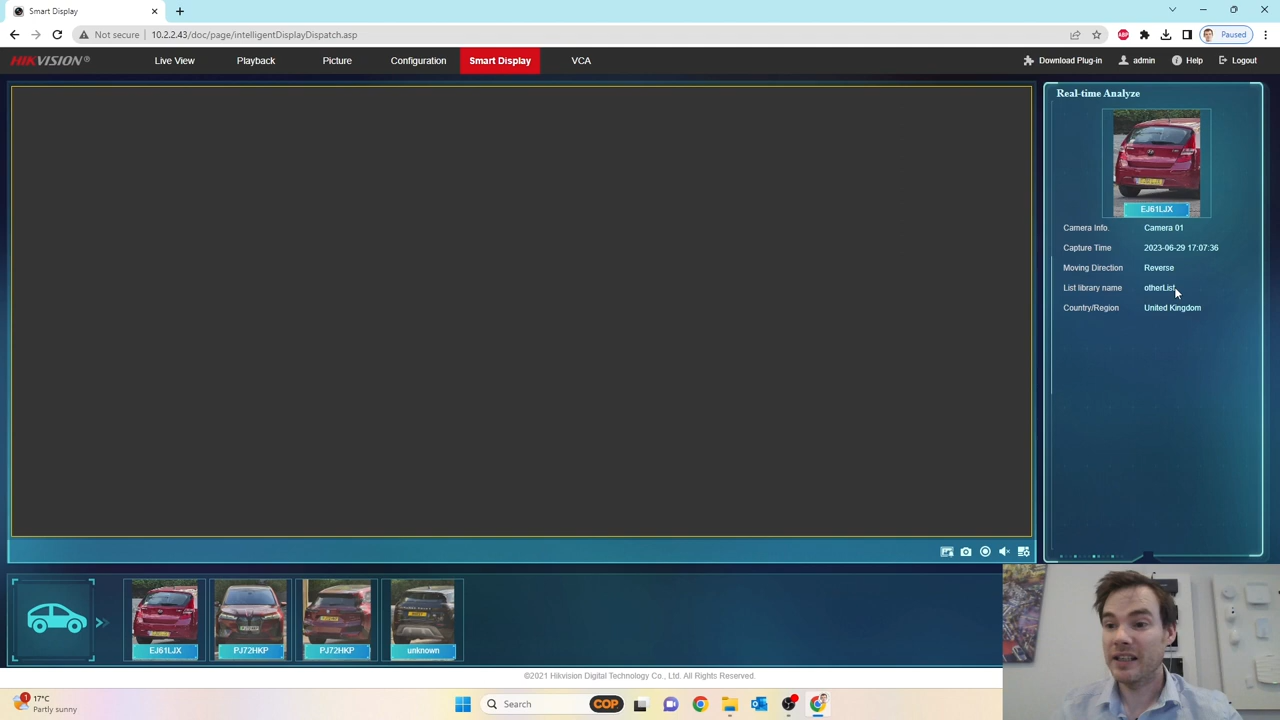 Smart Display
Not secure 10.2.2.43/doc/page/intelligentDisplayDispatch.asp
ABP
Paused
HIKVISION®
Live View
Playback
Picture
Configuration
Smart Display
VCA
Download Plug-in
admin
Help
Logout
Real-time Analyze
EJ61LJX
Camera Info. Camera 01
Capture Time 2023-06-29 17:07:36
Moving Direction Reverse
List library name otherList
Country/Region United Kingdom
EJ61LJX
PJ72HKP
PJ72HKP
unknown
©2021 Hikvision Digital Technology Co., Ltd. All Rights Reserved.
1
17°C
Partly sunny
Search
COP